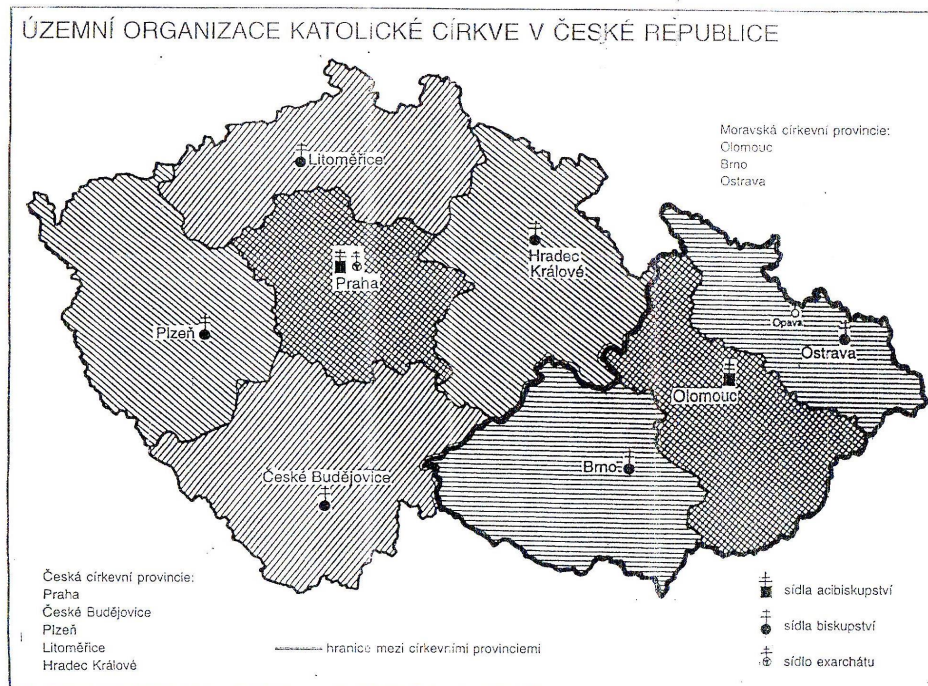 ÚZEMNÍ ORGANIZACE KATOLICKÉ CÍRKVE V ČESKÉ REPUBLICE
Moravská církevní provincie:
Olomouc
Brno
Ostrava
Litoměřice
Hradec
Králové
Praha
Plzeň
Opava
Ostrava
Olomouc
Brno
České Budějovice
Česká církevní provincie:
Praha
České Budějovice
Plzeň
Litoměřice
Hradec Králové
hranice mezi církevními provinciemi
sídla acibiskupství
sídla biskupství
sídlo exarchátu